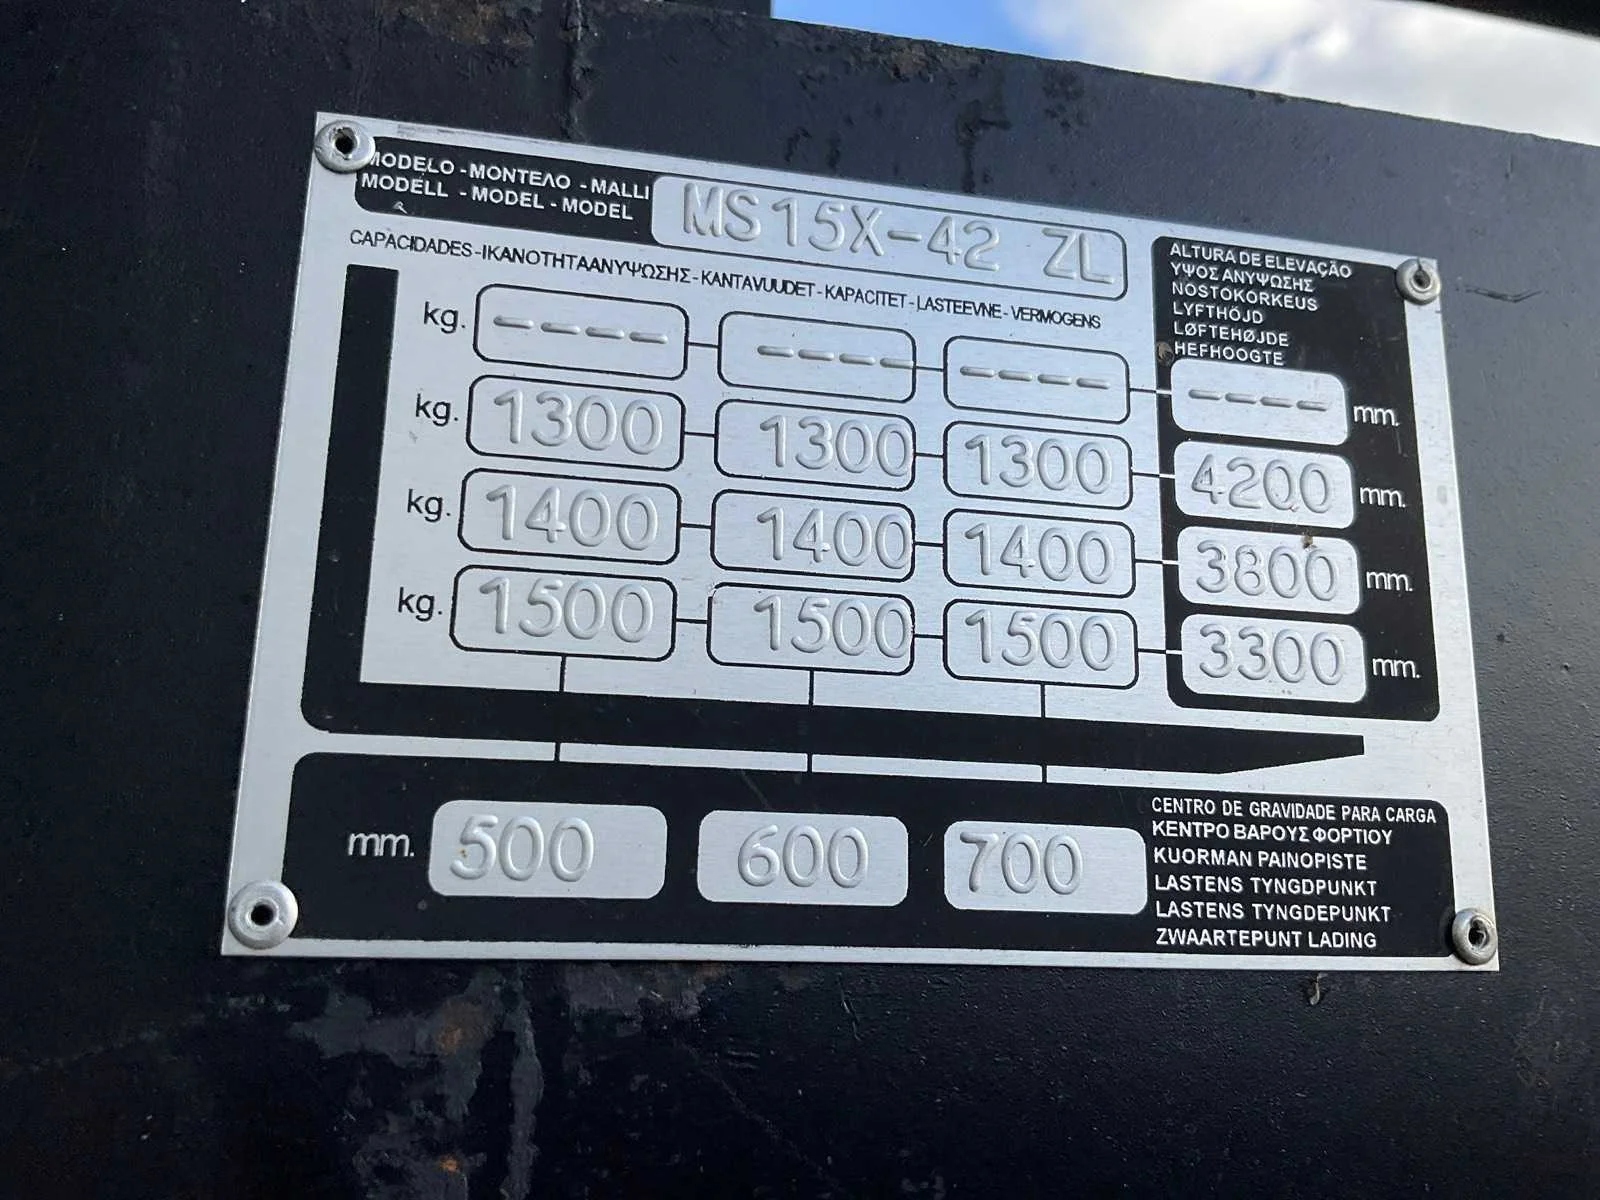 MODELO - MONTEΛO - MALLI
MODELL - MODEL - MODEL
MS15X-42 ZL
CAPACIDADES - IKANOTHTAANYΨΩΣHΣ - KANTAVUUDET - KAPACITET - LASTEEVNE - VERMOGENS
ALTURA DE ELEVAÇÃO
YΨOΣ ANYΨΩΣHΣ
NOSTOKORKEUS
LYFTHÖJD
LØFTEHØJDE
HEFHOOGTE
kg. ---- ---- ---- ---- mm.
kg. 1300 1300 1300 4200 mm.
kg. 1400 1400 1400 3800 mm.
kg. 1500 1500 1500 3300 mm.
mm. 500 600 700
CENTRO DE GRAVIDADE PARA CARGA
KENTPO BAPOYΣ ΦOPTIOY
KUORMAN PAINOPISTE
LASTENS TYNGDPUNKT
LASTENS TYNGDEPUNKT
ZWAARTEPUNT LADING